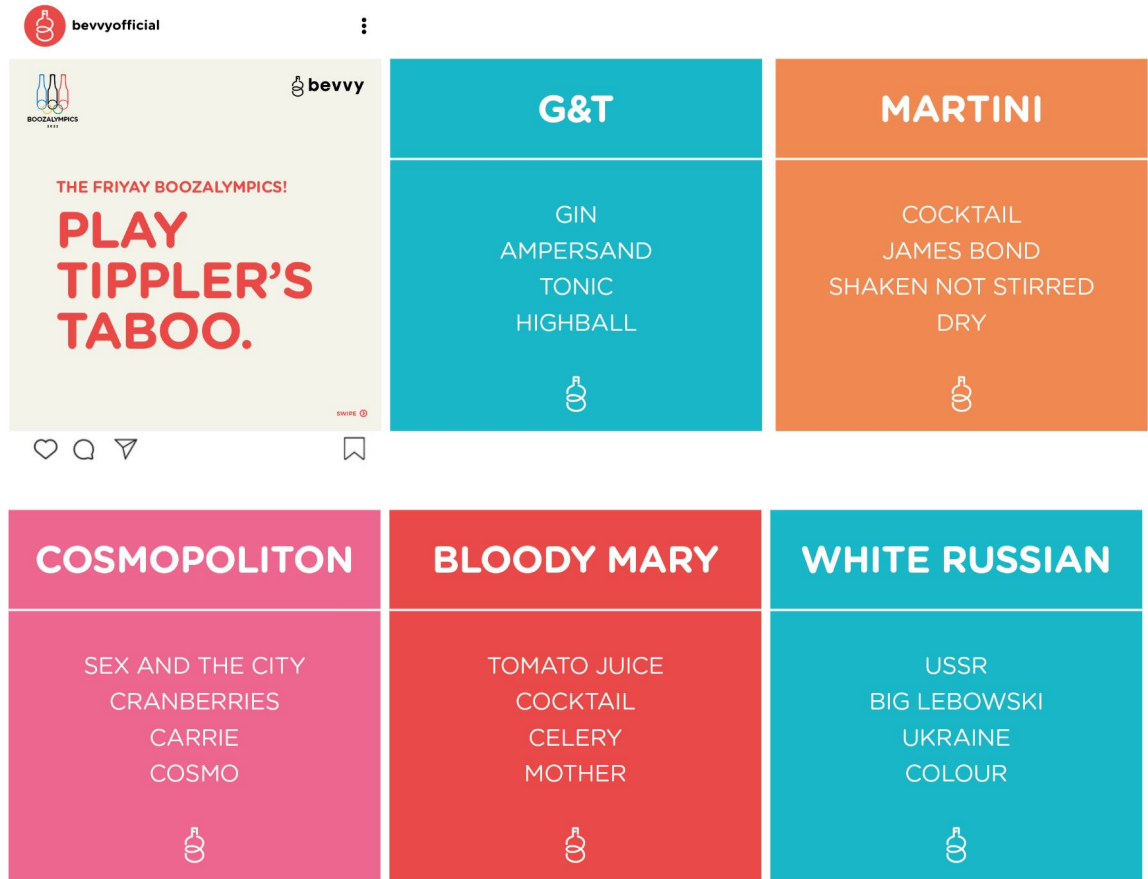 bevvyofficial
BOOZALYMPICS
2022
bevvy
THE FRIYAY BOOZALYMPICS!
PLAY
TIPPLER'S
TABOO.
SWIPE
G&T
GIN
AMPERSAND
TONIC
HIGHBALL
MARTINI
COCKTAIL
JAMES BOND
SHAKEN NOT STIRRED
DRY
COSMOPOLITON
SEX AND THE CITY
CRANBERRIES
CARRIE
COSMO
BLOODY MARY
TOMATO JUICE
COCKTAIL
CELERY
MOTHER
WHITE RUSSIAN
USSR
BIG LEBOWSKI
UKRAINE
COLOUR